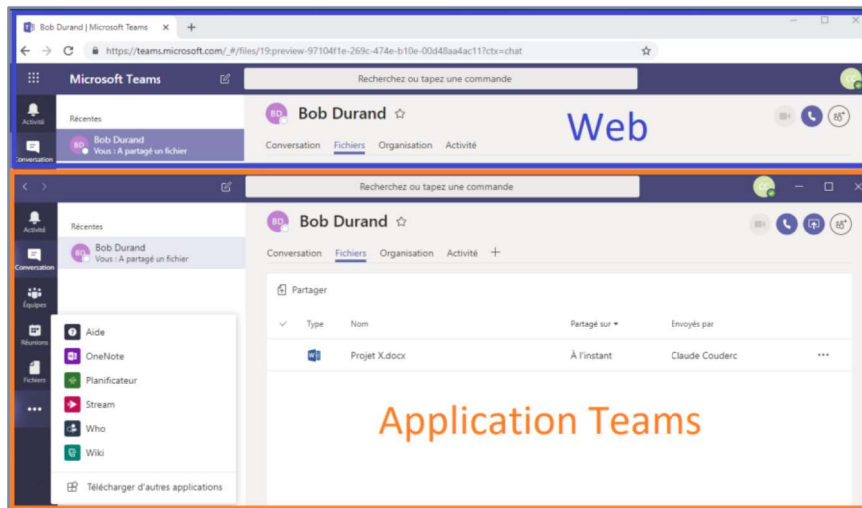 Bob Durand | Microsoft Teams
https://teams.microsoft.com/_#/files/19:preview-97104f1e-269c-474e-b10e-00d48aa4ac11?ctx=chat
Microsoft Teams
Recherchez ou tapez une commande
Activité
Récentes
BD Bob Durand
Vous : A partagé un fichier
Conversation
BD Bob Durand
Conversation Fichiers Organisation Activité
Web
Recherchez ou tapez une commande
Activité
Conversation
Équipes
Réunions
Fichiers
Récentes
BD Bob Durand
Vous : A partagé un fichier
Aide
OneNote
Planificateur
Stream
Who
Wiki
Télécharger d'autres applications
BD Bob Durand
Conversation Fichiers Organisation Activité
Partager
Type Nom Partagé sur Envoyés par
Projet X.docx À l'instant Claude Couderc
Application Teams